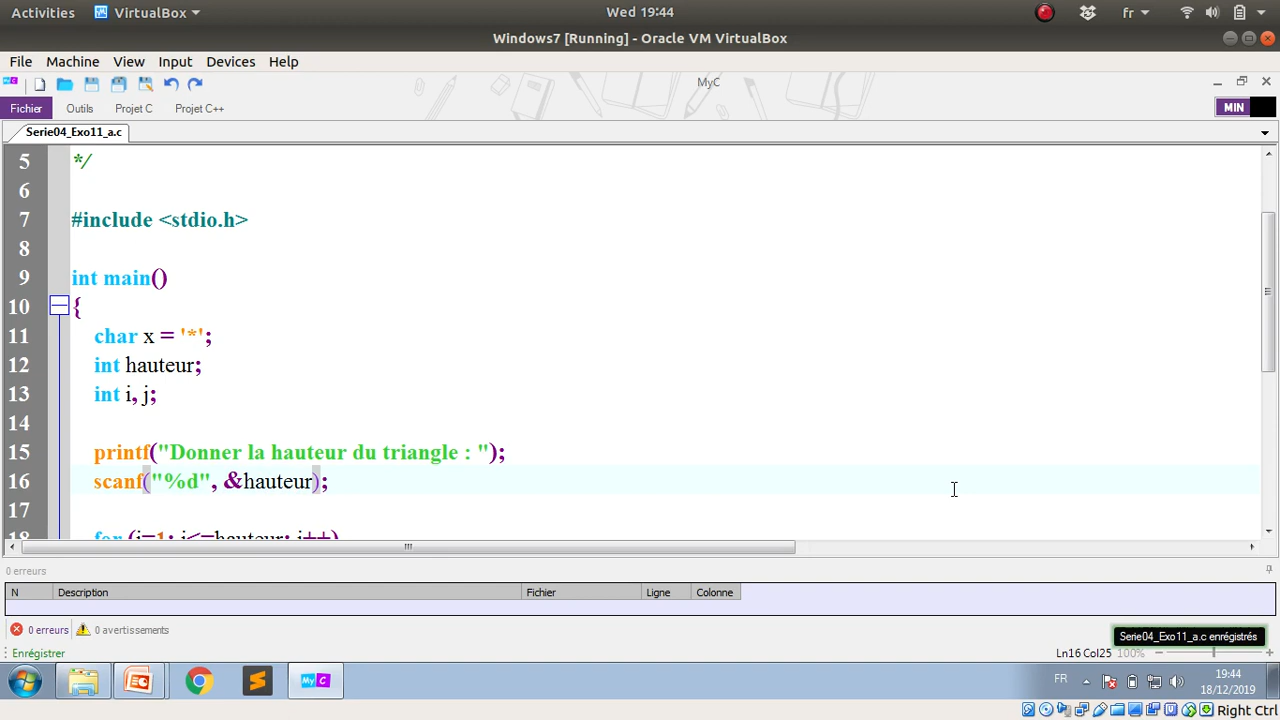 Activities VirtualBox Wed 19:44 fr
Windows7 [Running] - Oracle VM VirtualBox
File Machine View Input Devices Help
MyC
Fichier Outils Projet C Projet C++ MIN
Serie04_Exo11_a.c
5 */
6
7 #include <stdio.h>
8
9 int main()
10 {
11 char x = '*';
12 int hauteur;
13 int i, j;
14
15 printf("Donner la hauteur du triangle : ");
16 scanf("%d", &hauteur);
17
18 for (i=1; i<=hauteur; i++)
0 erreurs
N Description Fichier Ligne Colonne
0 erreurs 0 avertissements
Serie04_Exo11_a.c enregistrés
Enrégistrer Ln16 Col25 100%
My C FR 19:44
18/12/2019
Right Ctrl